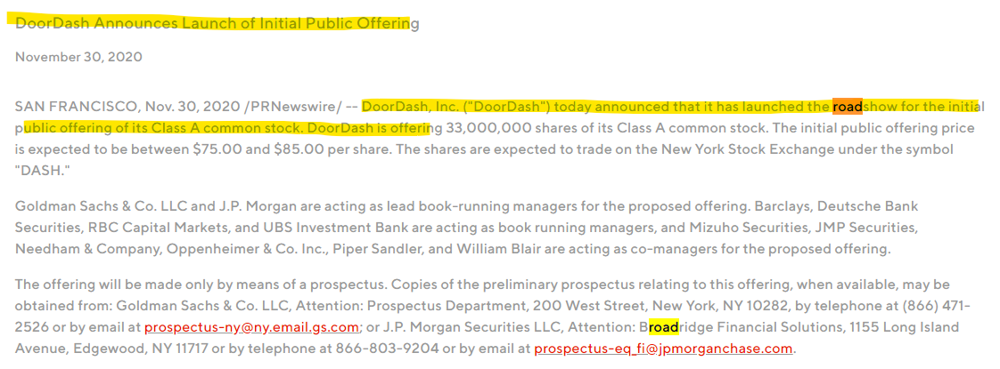 DoorDash Announces Launch of Initial Public Offering
November 30, 2020
SAN FRANCISCO, Nov. 30, 2020 /PRNewswire/ -- DoorDash, Inc. ("DoorDash") today announced that it has launched the roadshow for the initial
public offering of its Class A common stock. DoorDash is offering 33,000,000 shares of its Class A common stock. The initial public offering price
is expected to be between $75.00 and $85.00 per share. The shares are expected to trade on the New York Stock Exchange under the symbol
"DASH."
Goldman Sachs & Co. LLC and J.P. Morgan are acting as lead book-running managers for the proposed offering. Barclays, Deutsche Bank
Securities, RBC Capital Markets, and UBS Investment Bank are acting as book running managers, and Mizuho Securities, JMP Securities,
Needham & Company, Oppenheimer & Co. Inc., Piper Sandler, and William Blair are acting as co-managers for the proposed offering.
The offering will be made only by means of a prospectus. Copies of the preliminary prospectus relating to this offering, when available, may be
obtained from: Goldman Sachs & Co. LLC, Attention: Prospectus Department, 200 West Street, New York, NY 10282, by telephone at (866) 471-
2526 or by email at prospectus-ny@ny.email.gs.com; or J.P. Morgan Securities LLC, Attention: Broadridge Financial Solutions, 1155 Long Island
Avenue, Edgewood, NY 11717 or by telephone at 866-803-9204 or by email at prospectus-eq_fi@jpmorganchase.com.